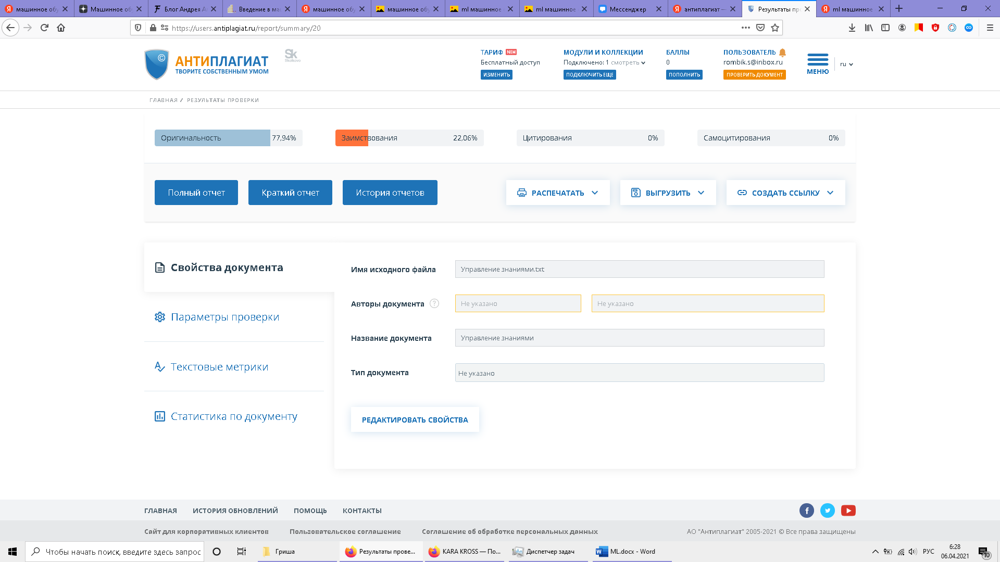 машинное обу
Машинное об
Блог Андрея А
Введение в ма
машинное обу
машинное обу
ml машинное
ml машинное
Мессенджер
антиплагиат —
Результаты пр
ml машинное
https://users.antiplagiat.ru/report/summary/20
АНТИПЛАГИАТ
ТВОРИТЕ СОБСТВЕННЫМ УМОМ
Sk
Skolkovo
ТАРИФ NEW
Бесплатный доступ
ИЗМЕНИТЬ
МОДУЛИ И КОЛЛЕКЦИИ
Подключено: 1 смотреть
ПОДКЛЮЧИТЬ ЕЩЕ
БАЛЛЫ
0
ПОПОЛНИТЬ
ПОЛЬЗОВАТЕЛЬ
rombik.s@inbox.ru
ПРОВЕРИТЬ ДОКУМЕНТ
МЕНЮ
ru
ГЛАВНАЯ / РЕЗУЛЬТАТЫ ПРОВЕРКИ
Оригинальность 77,94%
Заимствования 22,06%
Цитирования 0%
Самоцитирования 0%
Полный отчет
Краткий отчет
История отчетов
РАСПЕЧАТАТЬ
ВЫГРУЗИТЬ
СОЗДАТЬ ССЫЛКУ
Свойства документа
Параметры проверки
Текстовые метрики
Статистика по документу
Имя исходного файла Управление знаниями.txt
Авторы документа ? Не указано Не указано
Название документа Управление знаниями
Тип документа Не указано
РЕДАКТИРОВАТЬ СВОЙСТВА
ГЛАВНАЯ ИСТОРИЯ ОБНОВЛЕНИЙ ПОМОЩЬ КОНТАКТЫ
Сайт для корпоративных клиентов Пользовательское соглашение Соглашение об обработке персональных данных
АО "Антиплагиат" 2005-2021 © Все права защищены
Чтобы начать поиск, введите здесь запрос
Гриша
Результаты прове...
KARA KROSS — По...
Диспетчер задач
ML.docx - Word
РУС
6:28
06.04.2021
10